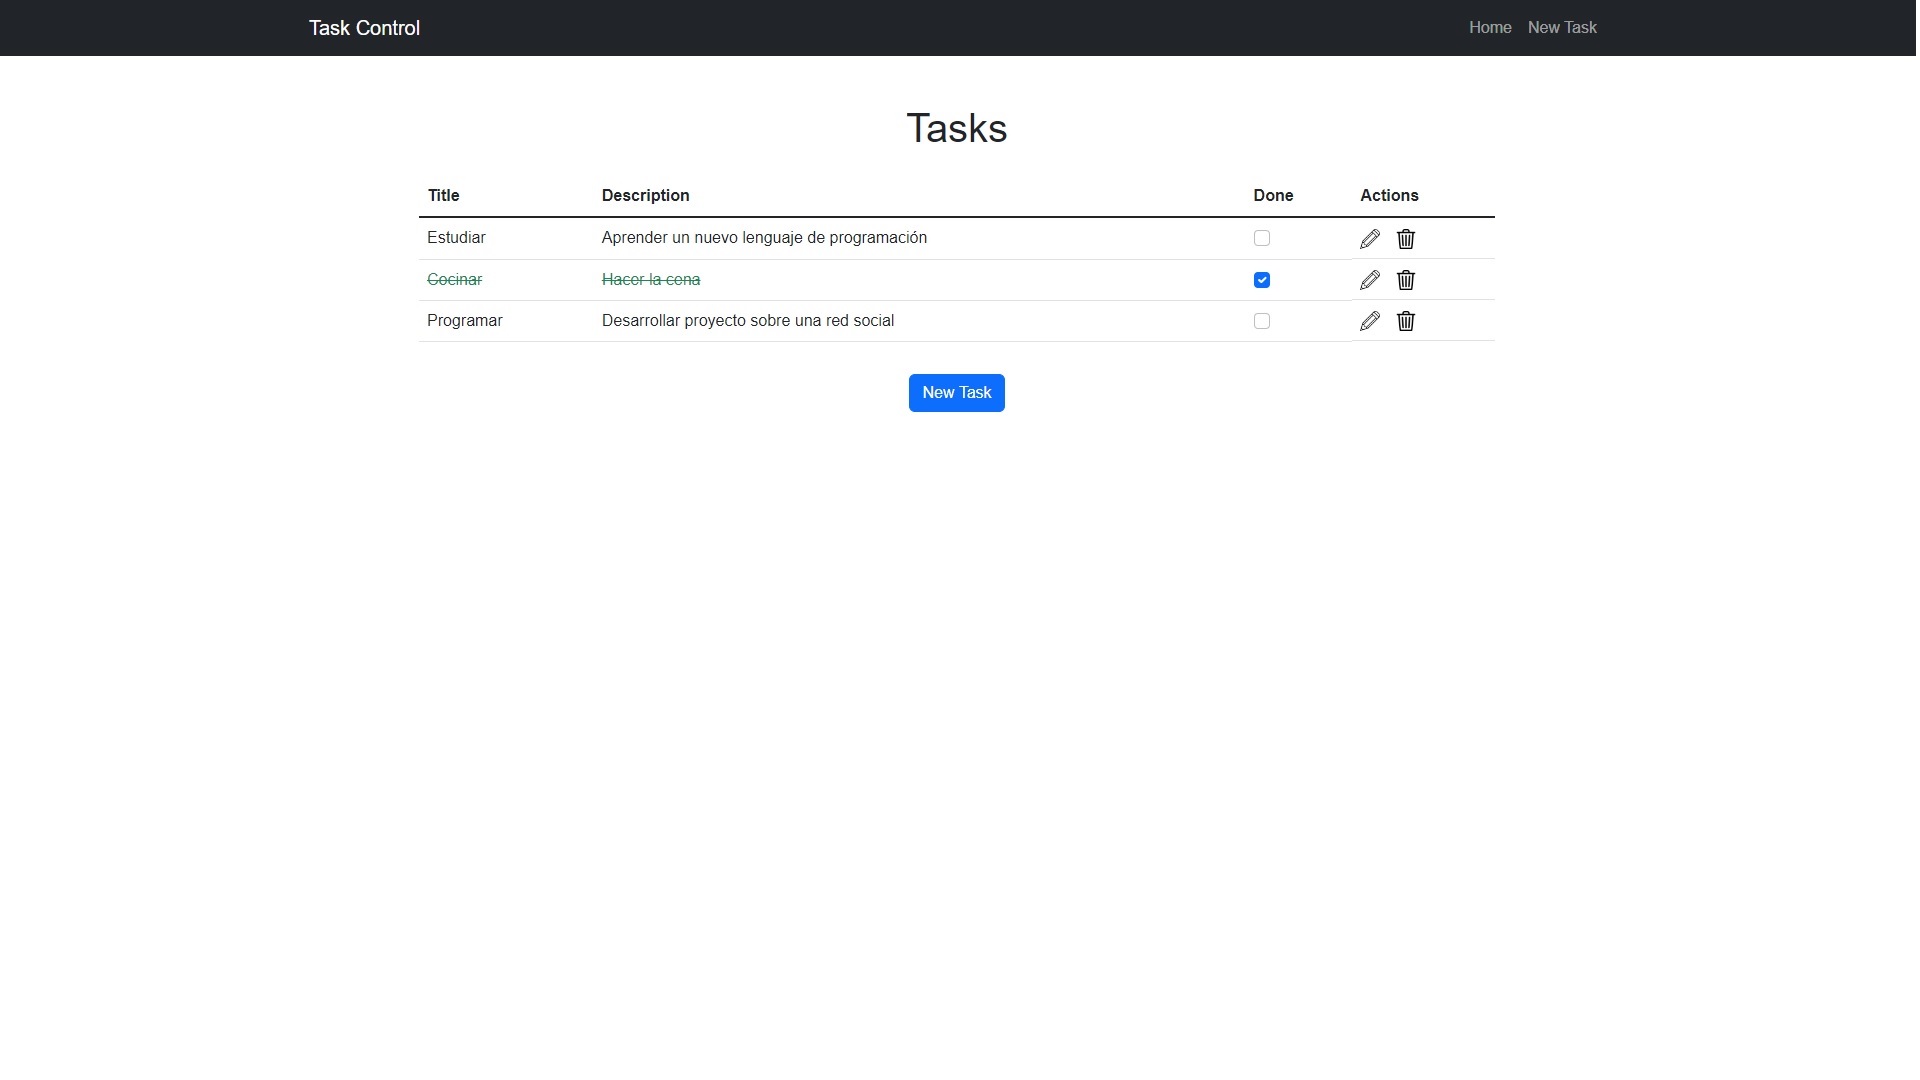 Task Control Home New Task
Tasks
Title Description Done Actions
Estudiar Aprender un nuevo lenguaje de programación
Cocinar Hacer la cena
Programar Desarrollar proyecto sobre una red social
New Task